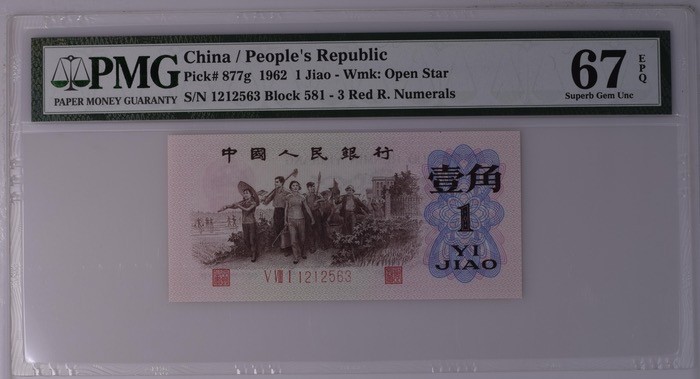 PMG
PAPER MONEY GUARANTY
China / People's Republic
Pick# 877g 1962 1 Jiao - Wmk: Open Star
S/N 1212563 Block 581 - 3 Red R. Numerals
67 EPQ
Superb Gem Unc
中國人民銀行
壹角
1
YI
JIAO
V VIII I 1212563